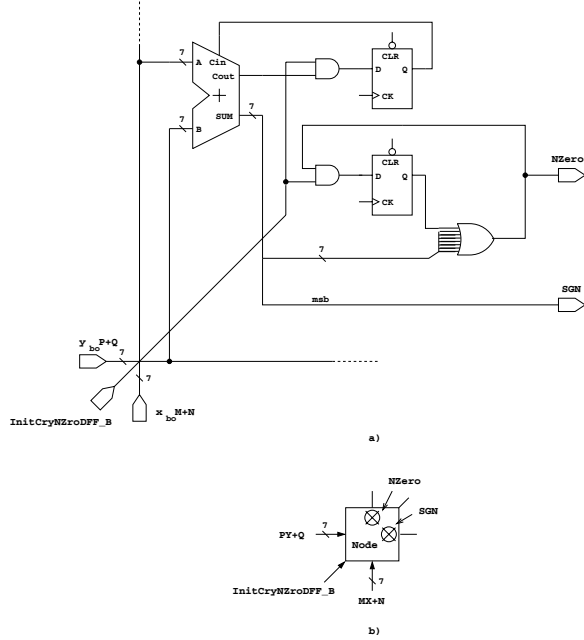 7
A
Cin
Cout
+
SUM
7
7
B
CLR
D
Q
CK
CLR
D
Q
CK
NZero
7
msb
SGN
y bo P+Q
7
7
InitCryNZroDFF_B
x bo M+N
a)
NZero
SGN
PY+Q
7
Node
InitCryNZroDFF_B
7
MX+N
b)